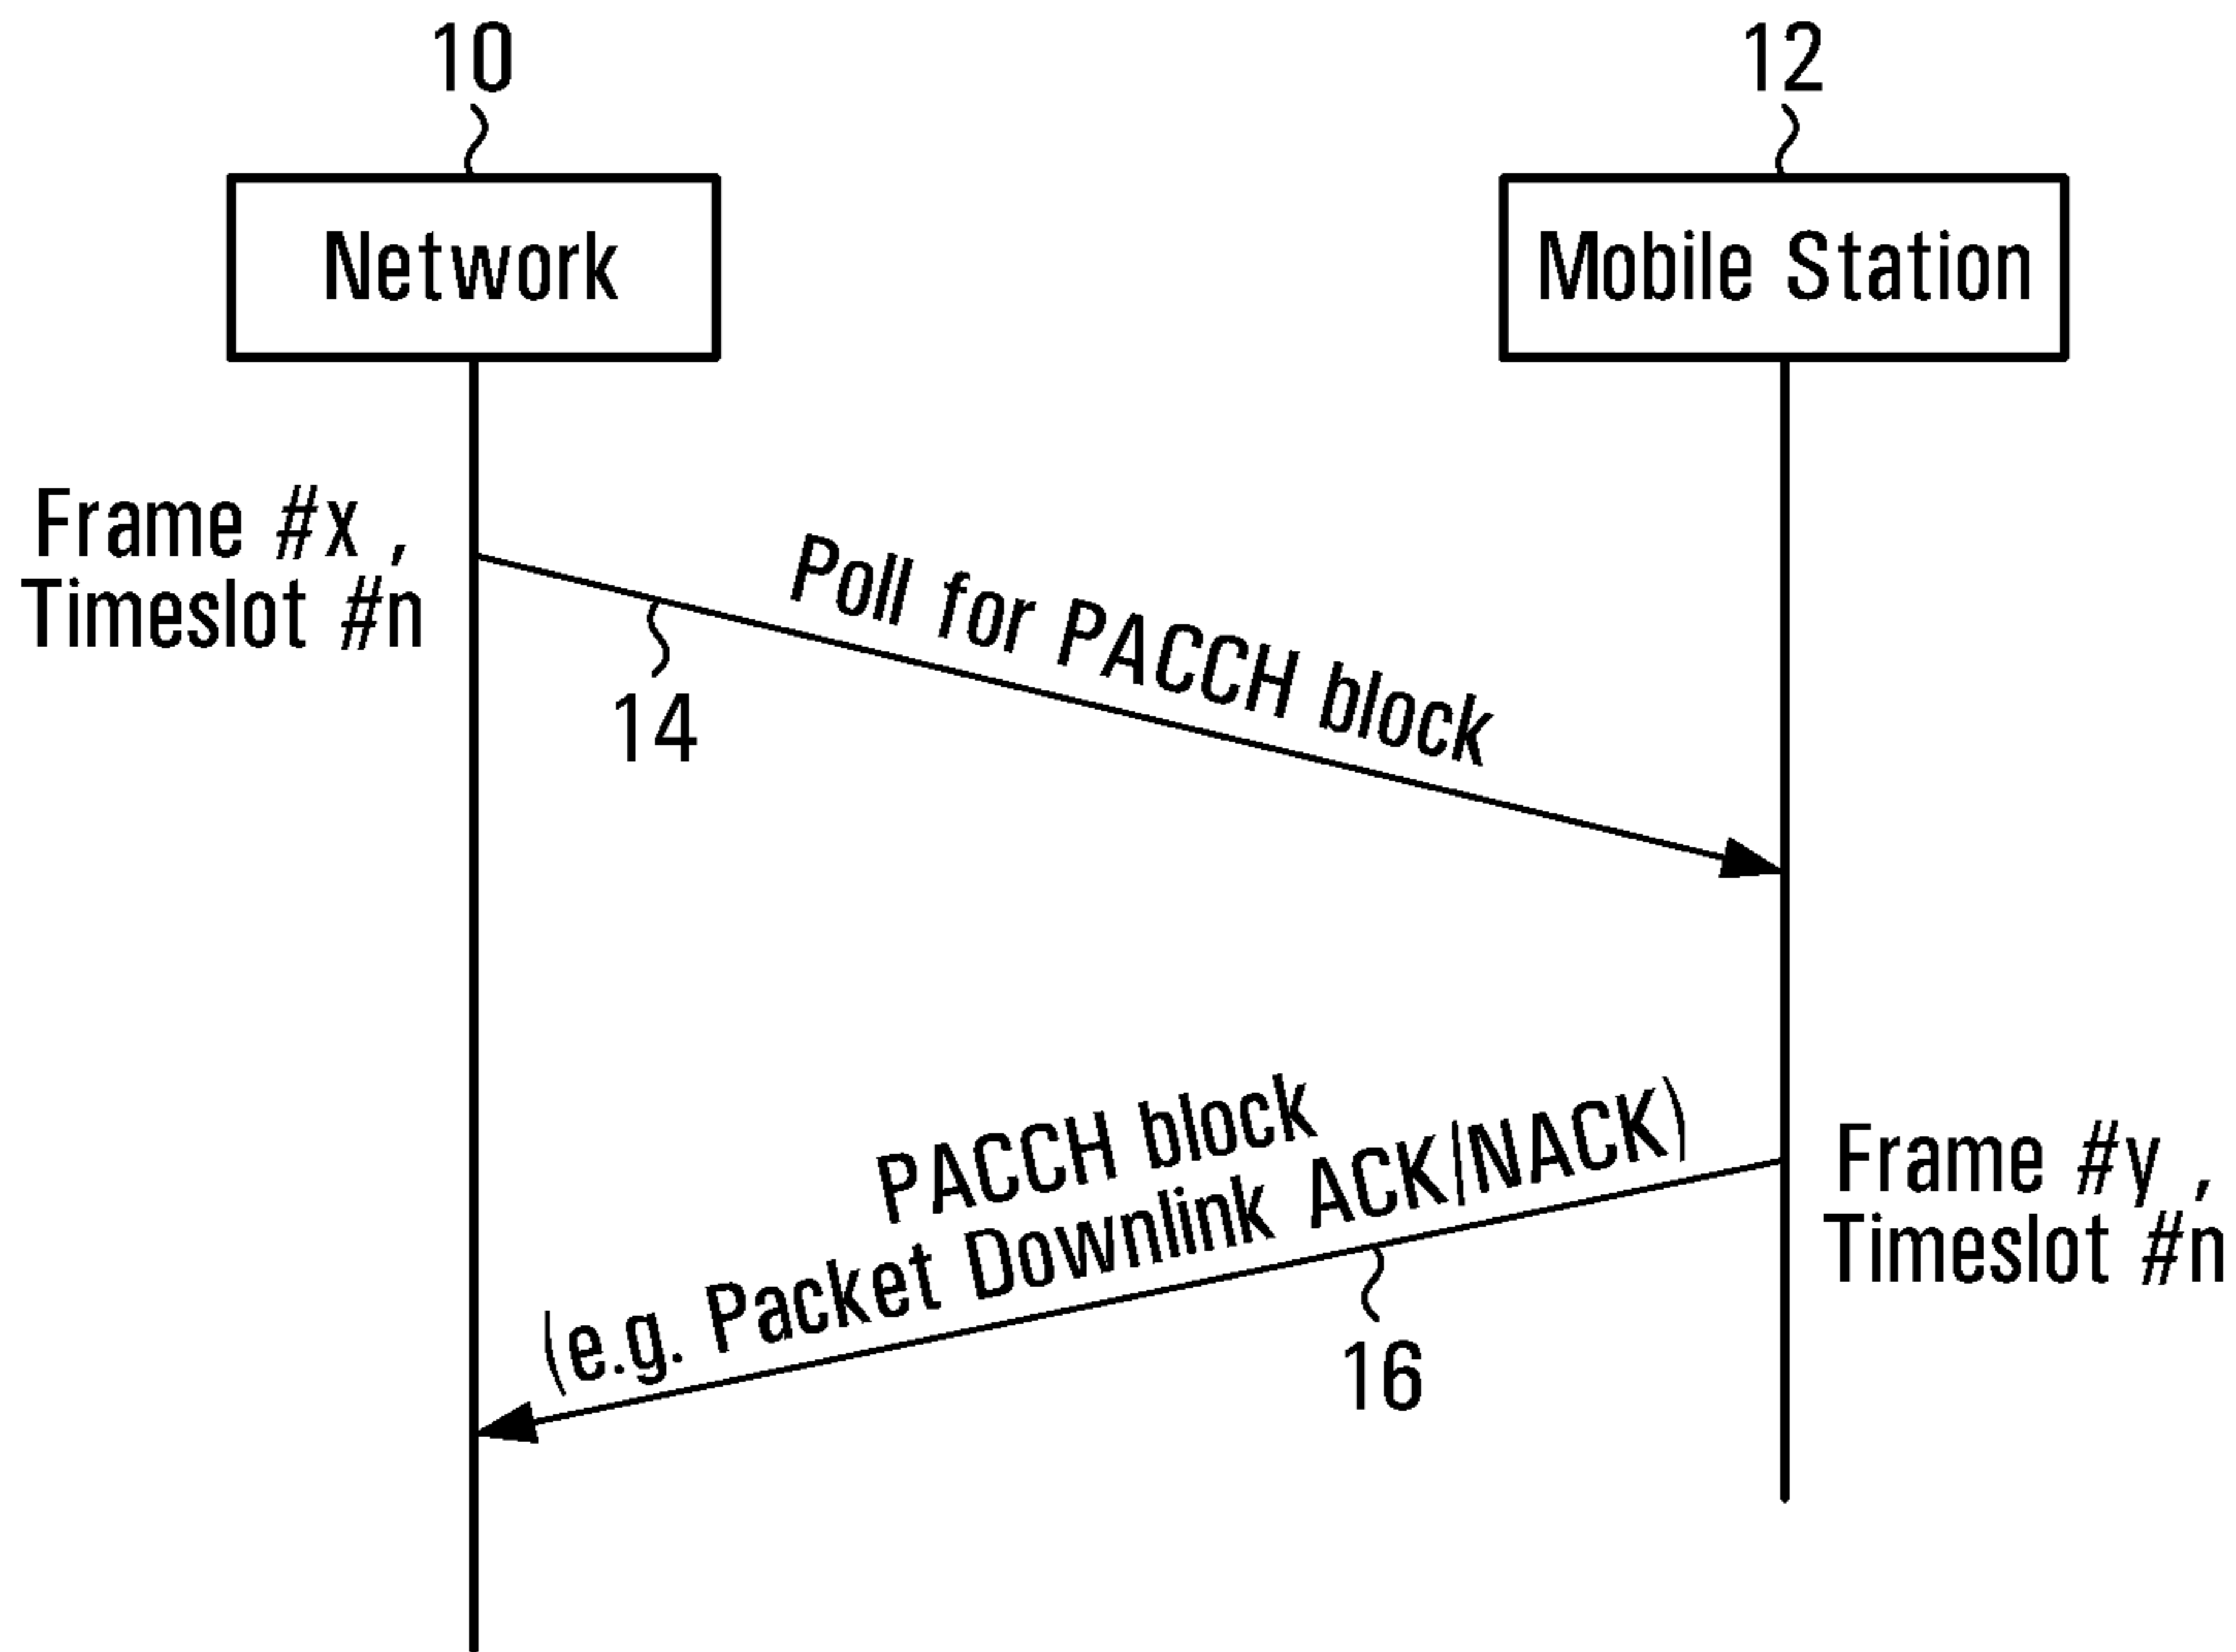 10
12
Network
Mobile Station
Frame #x ,
Timeslot #n
Poll for PACCH block
14
PACCH block
(e.g. Packet Downlink ACK/NACK)
Frame #y ,
Timeslot #n
16